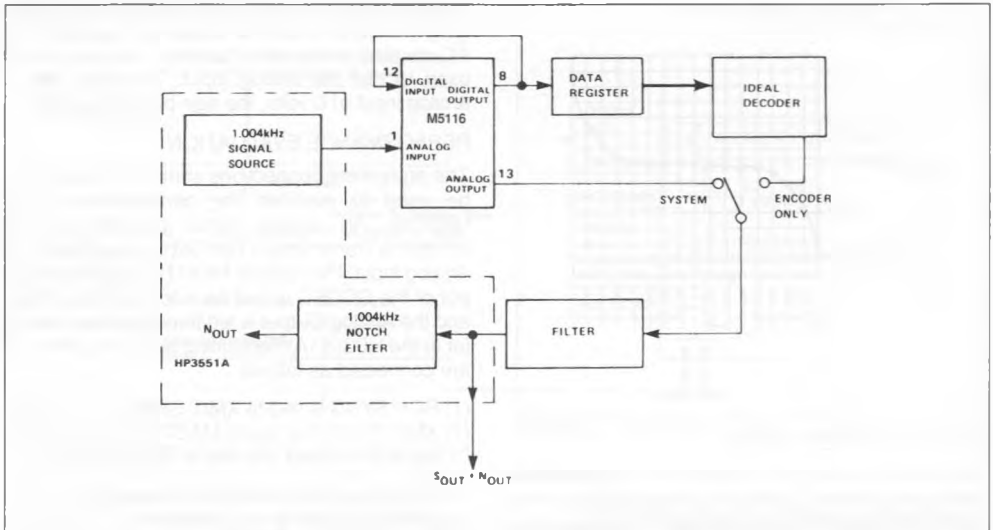 12
DIGITAL
INPUT
DIGITAL
OUTPUT
8
M5116
1
ANALOG
INPUT
ANALOG
OUTPUT
13
DATA
REGISTER
IDEAL
DECODER
1.004kHz
SIGNAL
SOURCE
SYSTEM
ENCODER
ONLY
NOUT
1.004kHz
NOTCH
FILTER
FILTER
HP3551A
SOUT + NOUT